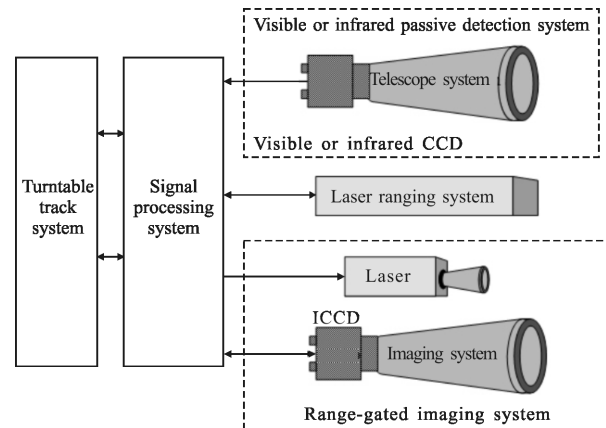 Visible or infrared passive detection system
Telescope system
Visible or infrared CCD
Turntable
track
system
Signal
processing
system
Laser ranging system
Laser
ICCD
Imaging system
Range-gated imaging system